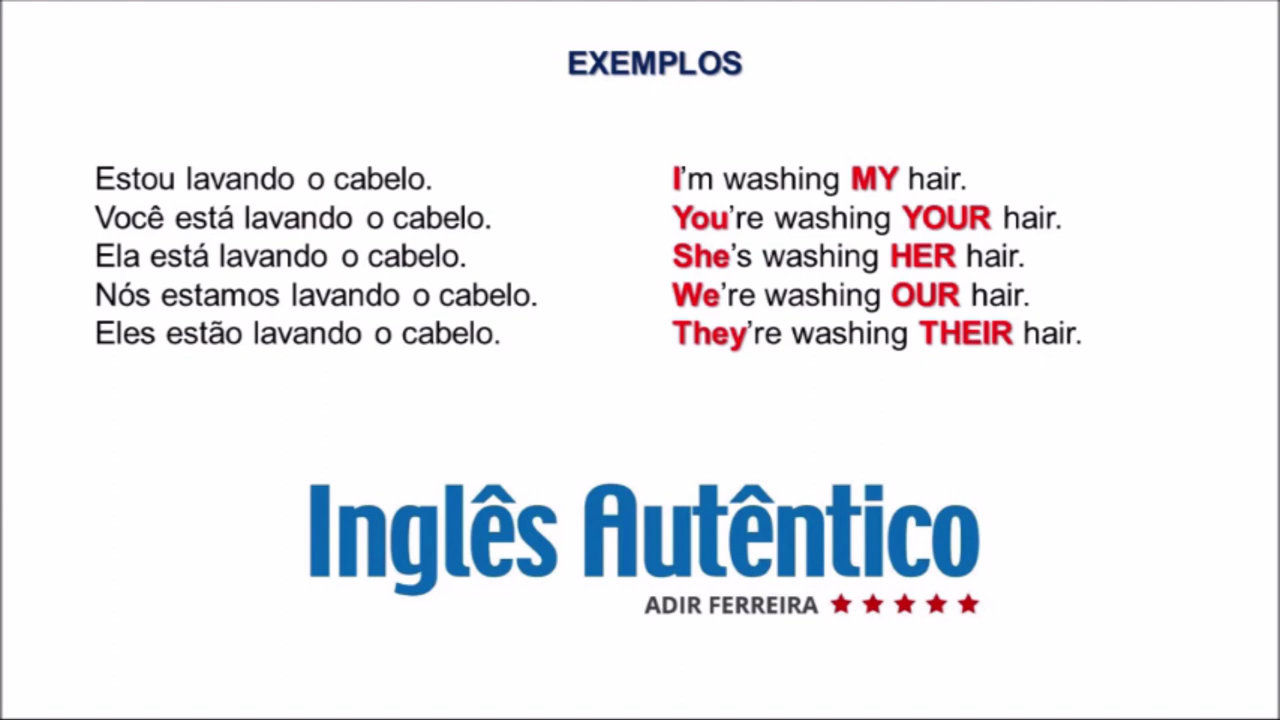 EXEMPLOS
Estou lavando o cabelo.
Você está lavando o cabelo.
Ela está lavando o cabelo.
Nós estamos lavando o cabelo.
Eles estão lavando o cabelo.
I’m washing MY hair.
You’re washing YOUR hair.
She’s washing HER hair.
We’re washing OUR hair.
They’re washing THEIR hair.
Inglês Autêntico
ADIR FERREIRA